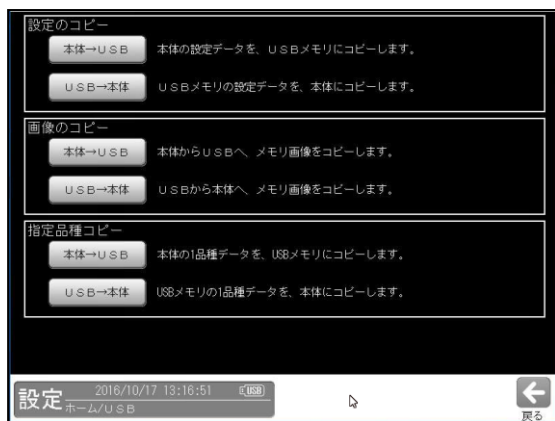 設定のコピー
本体→ＵＳＢ 本体の設定データを、ＵＳＢメモリにコピーします。
ＵＳＢ→本体 ＵＳＢメモリの設定データを、本体にコピーします。
画像のコピー
本体→ＵＳＢ 本体からＵＳＢへ、メモリ画像をコピーします。
ＵＳＢ→本体 ＵＳＢから本体へ、メモリ画像をコピーします。
指定品種コピー
本体→ＵＳＢ 本体の1品種データを、USBメモリにコピーします。
ＵＳＢ→本体 USBメモリの1品種データを、本体にコピーします。
設定 2016/10/17 13:16:51 USB
ホーム/ＵＳＢ
戻る